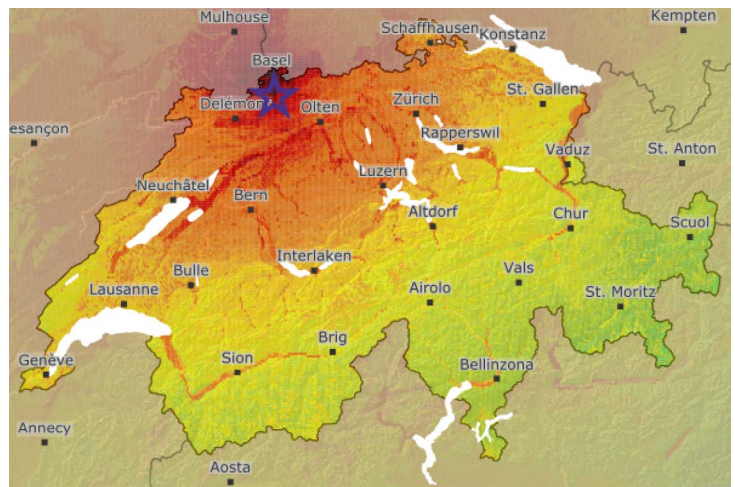 Mulhouse
Kempten
Schaffhausen
Konstanz
Basel
Delémon
Olten
Zürich
St. Gallen
esançon
Rapperswil
Vaduz
St. Anton
Neuchâtel
Bern
Luzern
Altdorf
Chur
Scuol
Interlaken
Bulle
Vals
Lausanne
Airolo
St. Moritz
Genève
Sion
Brig
Bellinzona
Annecy
Aosta